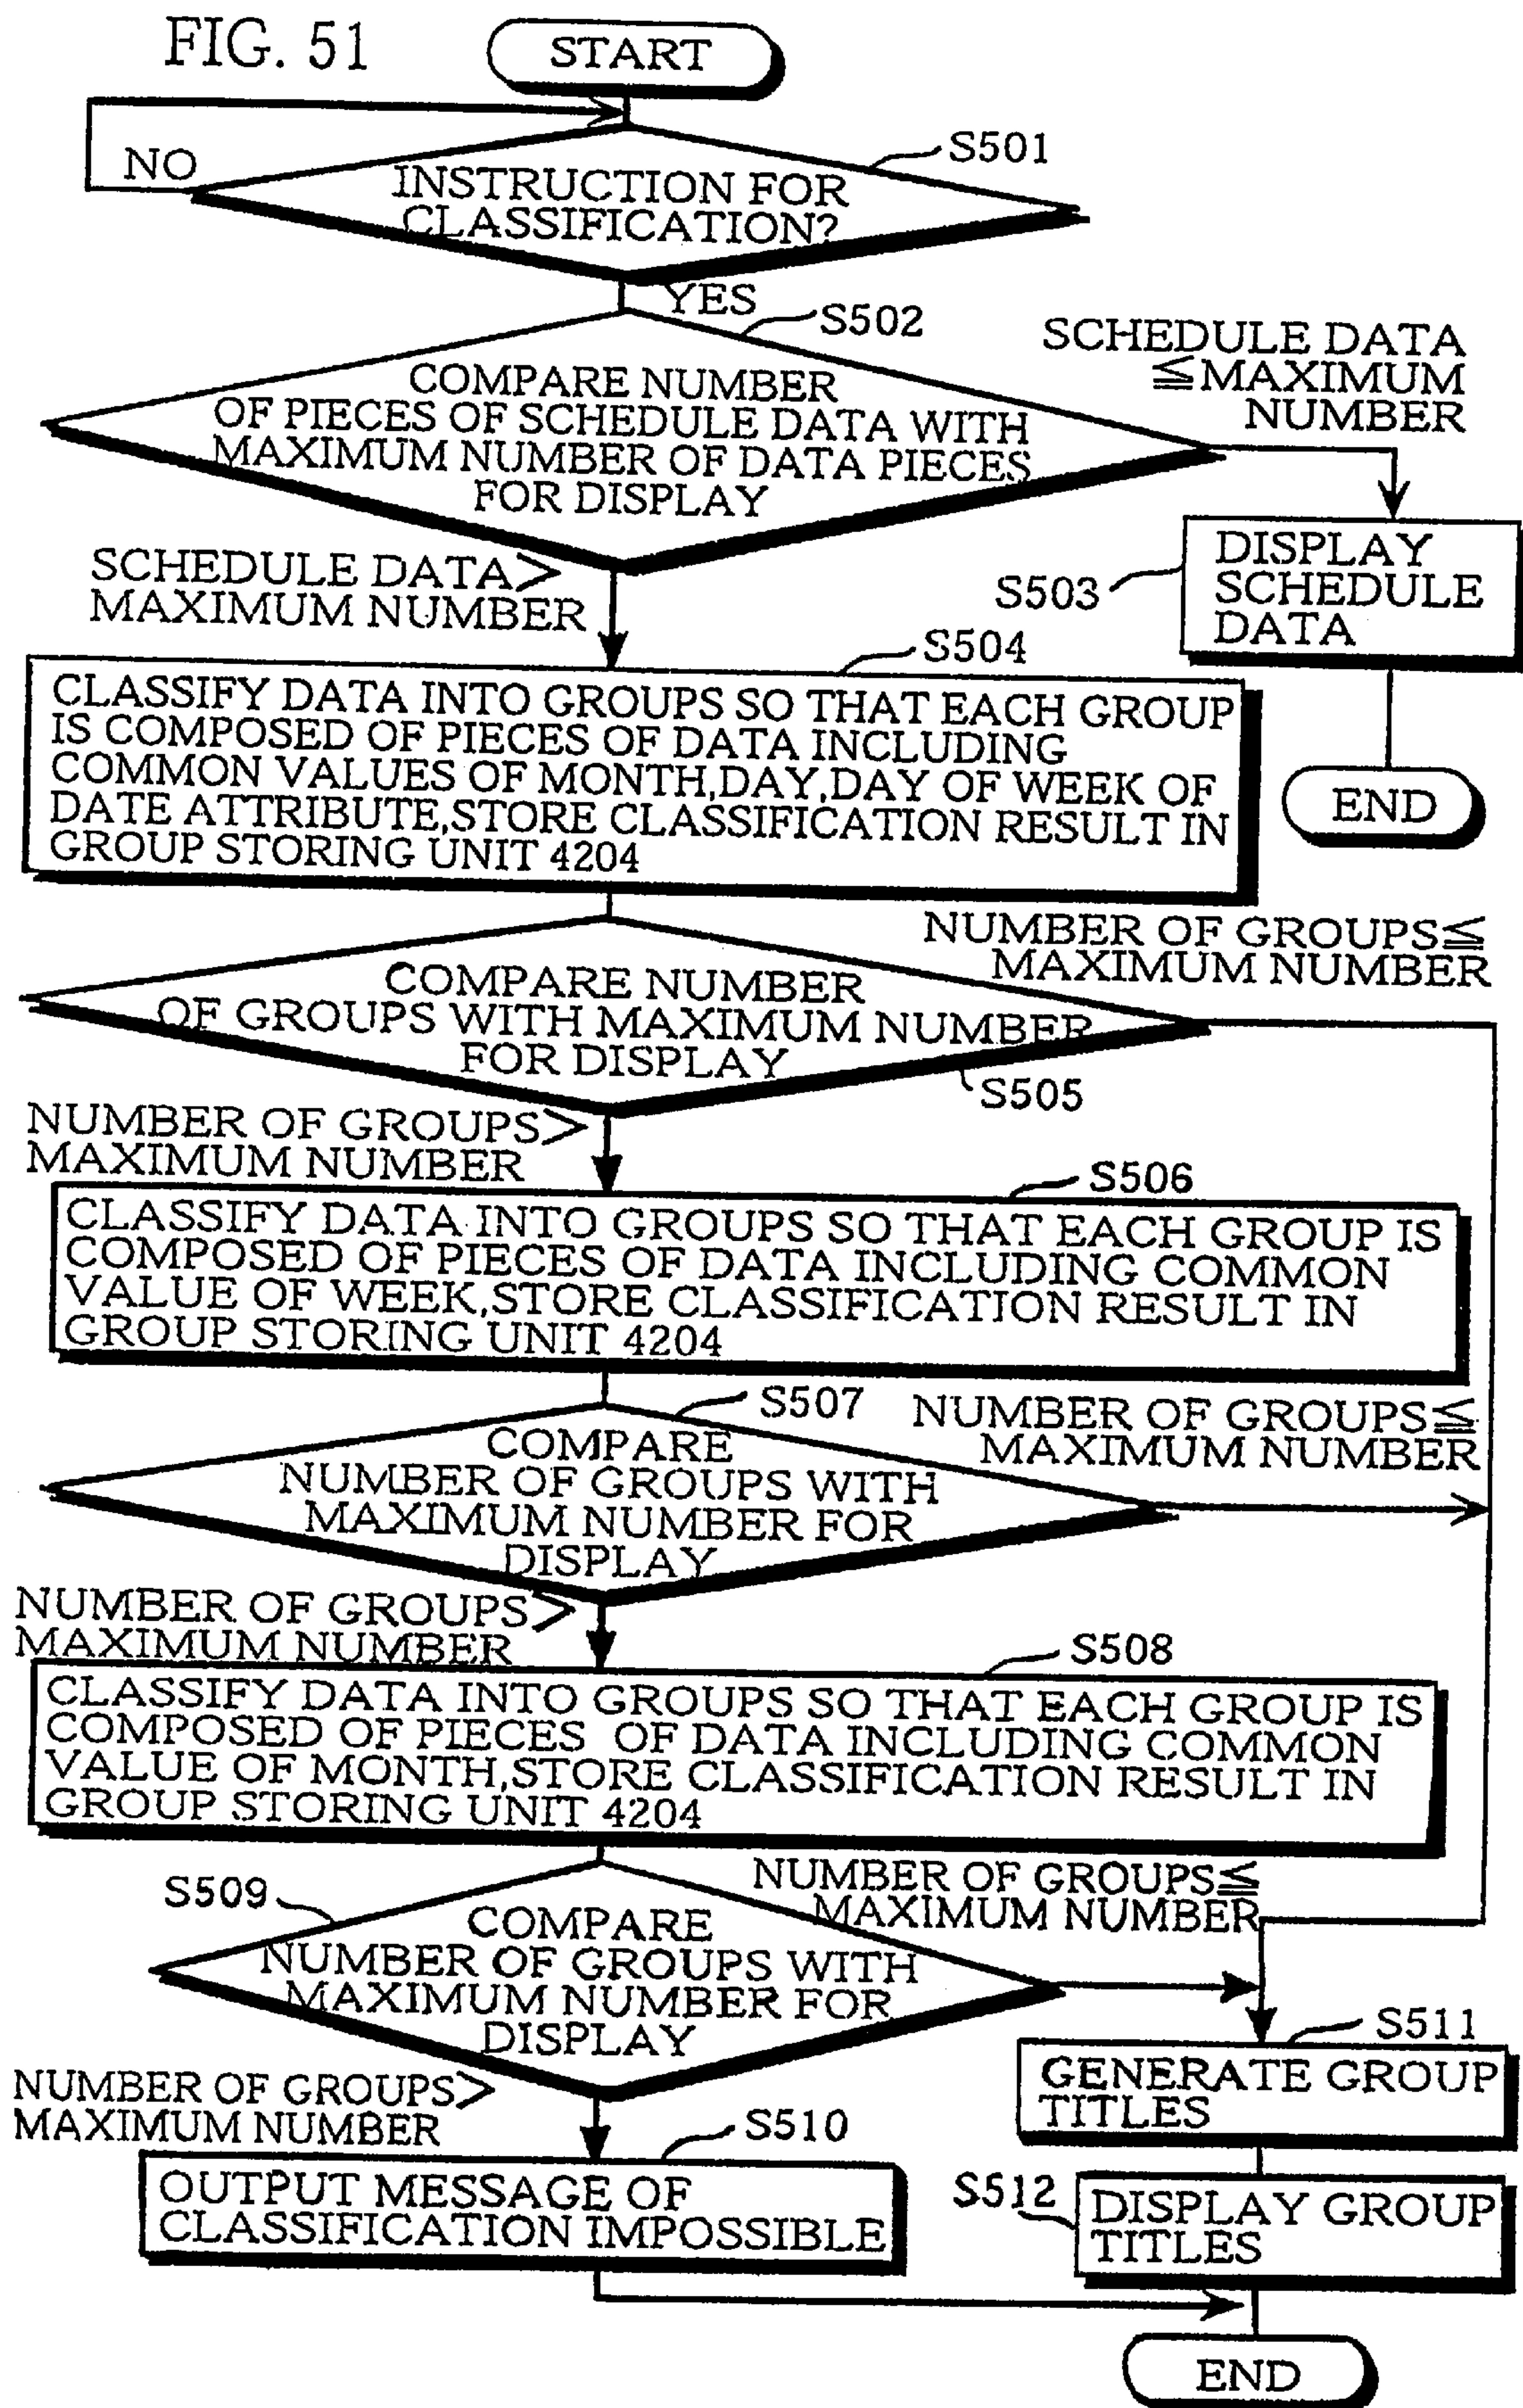 FIG. 51
START
NO
S501
INSTRUCTION FOR
CLASSIFICATION?
YES
S502
SCHEDULE DATA
≦MAXIMUM
NUMBER
COMPARE NUMBER
OF PIECES OF SCHEDULE DATA WITH
MAXIMUM NUMBER OF DATA PIECES
FOR DISPLAY
SCHEDULE DATA>
MAXIMUM NUMBER
S503
DISPLAY
SCHEDULE
DATA
END
S504
CLASSIFY DATA INTO GROUPS SO THAT EACH GROUP
IS COMPOSED OF PIECES OF DATA INCLUDING
COMMON VALUES OF MONTH,DAY,DAY OF WEEK OF
DATE ATTRIBUTE,STORE CLASSIFICATION RESULT IN
GROUP STORING UNIT 4204
NUMBER OF GROUPS≦
MAXIMUM NUMBER
COMPARE NUMBER
OF GROUPS WITH MAXIMUM NUMBER
FOR DISPLAY
S505
NUMBER OF GROUPS>
MAXIMUM NUMBER
S506
CLASSIFY DATA INTO GROUPS SO THAT EACH GROUP IS
COMPOSED OF PIECES OF DATA INCLUDING COMMON
VALUE OF WEEK,STORE CLASSIFICATION RESULT IN
GROUP STORING UNIT 4204
S507
NUMBER OF GROUPS≦
MAXIMUM NUMBER
COMPARE
NUMBER OF GROUPS WITH
MAXIMUM NUMBER FOR
DISPLAY
NUMBER OF GROUPS>
MAXIMUM NUMBER
S508
CLASSIFY DATA INTO GROUPS SO THAT EACH GROUP IS
COMPOSED OF PIECES OF DATA INCLUDING COMMON
VALUE OF MONTH,STORE CLASSIFICATION RESULT IN
GROUP STORING UNIT 4204
S509
NUMBER OF GROUPS≦
MAXIMUM NUMBER
COMPARE
NUMBER OF GROUPS WITH
MAXIMUM NUMBER FOR
DISPLAY
NUMBER OF GROUPS>
MAXIMUM NUMBER
S510
OUTPUT MESSAGE OF
CLASSIFICATION IMPOSSIBLE
S511
GENERATE GROUP
TITLES
S512
DISPLAY GROUP
TITLES
END